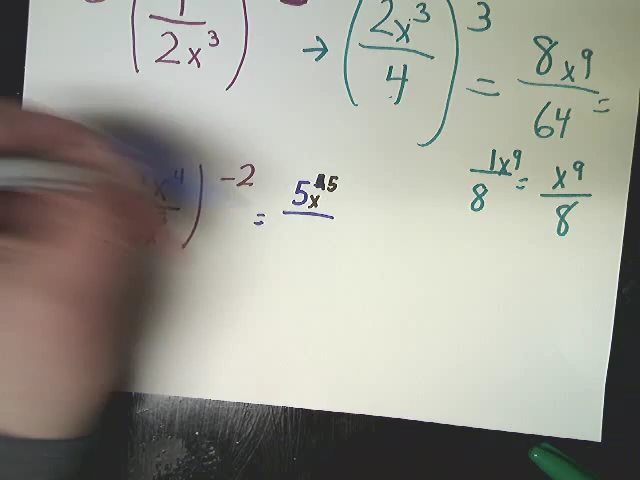 (1/2x³) → (2x³/4)³ = 8x⁹/64 =
1x⁹/8 = x⁹/8
x⁴)⁻² = 5x